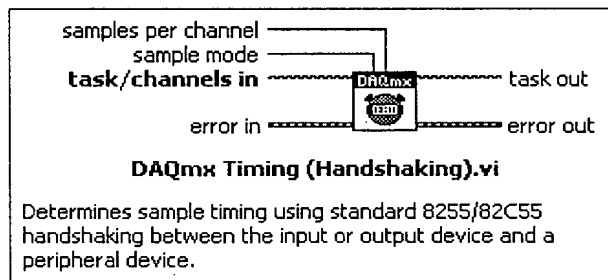 samples per channel
sample mode
task/channels in
DAQmx
task out
error in
error out
DAQmx Timing (Handshaking).vi
Determines sample timing using standard 8255/82C55
handshaking between the input or output device and a
peripheral device.